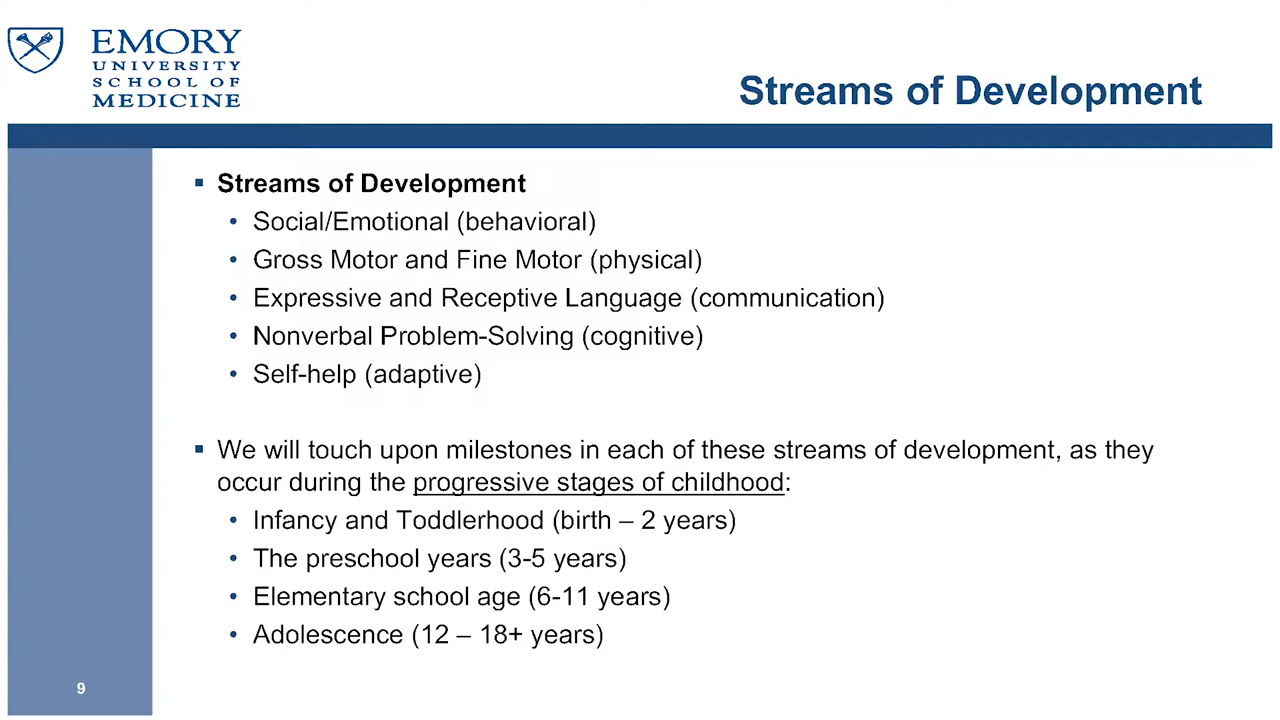 EMORY
UNIVERSITY
SCHOOL OF
MEDICINE
Streams of Development
▪ Streams of Development
• Social/Emotional (behavioral)
• Gross Motor and Fine Motor (physical)
• Expressive and Receptive Language (communication)
• Nonverbal Problem-Solving (cognitive)
• Self-help (adaptive)
▪ We will touch upon milestones in each of these streams of development, as they
occur during the progressive stages of childhood:
• Infancy and Toddlerhood (birth – 2 years)
• The preschool years (3-5 years)
• Elementary school age (6-11 years)
• Adolescence (12 – 18+ years)
9